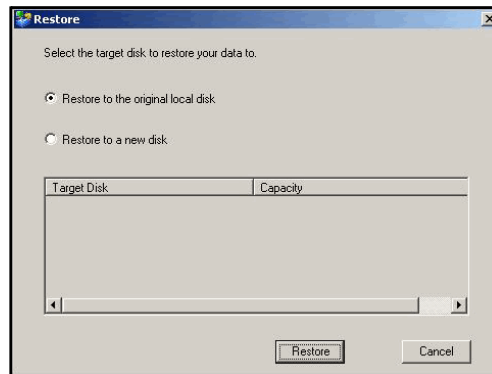 Restore
Select the target disk to restore your data to.
Restore to the original local disk
Restore to a new disk
Target Disk Capacity
Restore Cancel